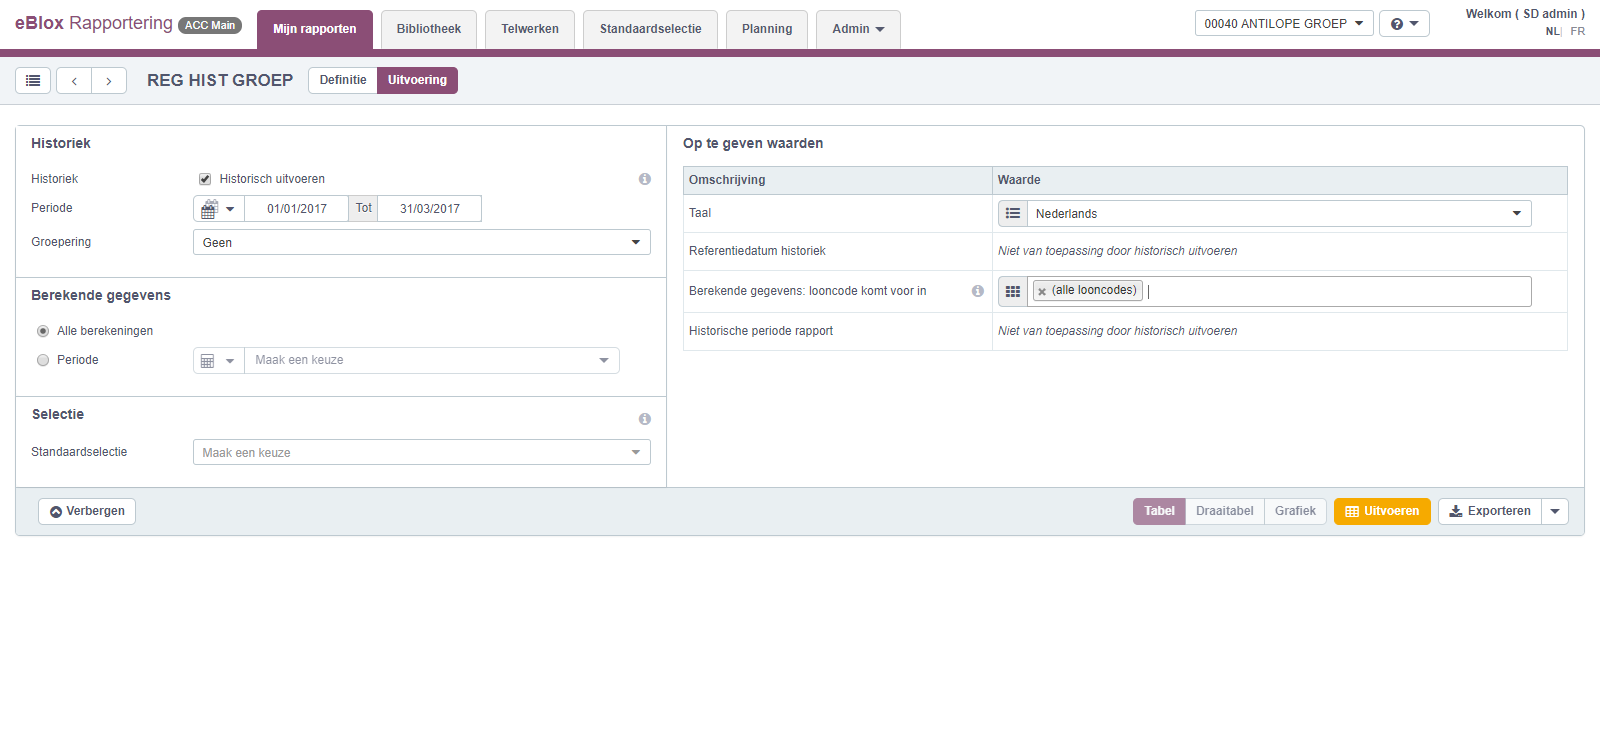 eBlox Rapportering ACC Main
Mijn rapporten
Bibliotheek
Telwerken
Standaardselectie
Planning
Admin
00040 ANTILOPE GROEP
Welkom ( SD admin )
NL| FR
REG HIST GROEP
Definitie
Uitvoering
Historiek
Historiek
Historisch uitvoeren
Periode
01/01/2017
Tot
31/03/2017
Groepering
Geen
Berekende gegevens
Alle berekeningen
Periode
Maak een keuze
Selectie
Standaardselectie
Maak een keuze
Op te geven waarden
Omschrijving
Waarde
Taal
Nederlands
Referentiedatum historiek
Niet van toepassing door historisch uitvoeren
Berekende gegevens: looncode komt voor in
(alle looncodes)
Historische periode rapport
Niet van toepassing door historisch uitvoeren
Verbergen
Tabel
Draaitabel
Grafiek
Uitvoeren
Exporteren